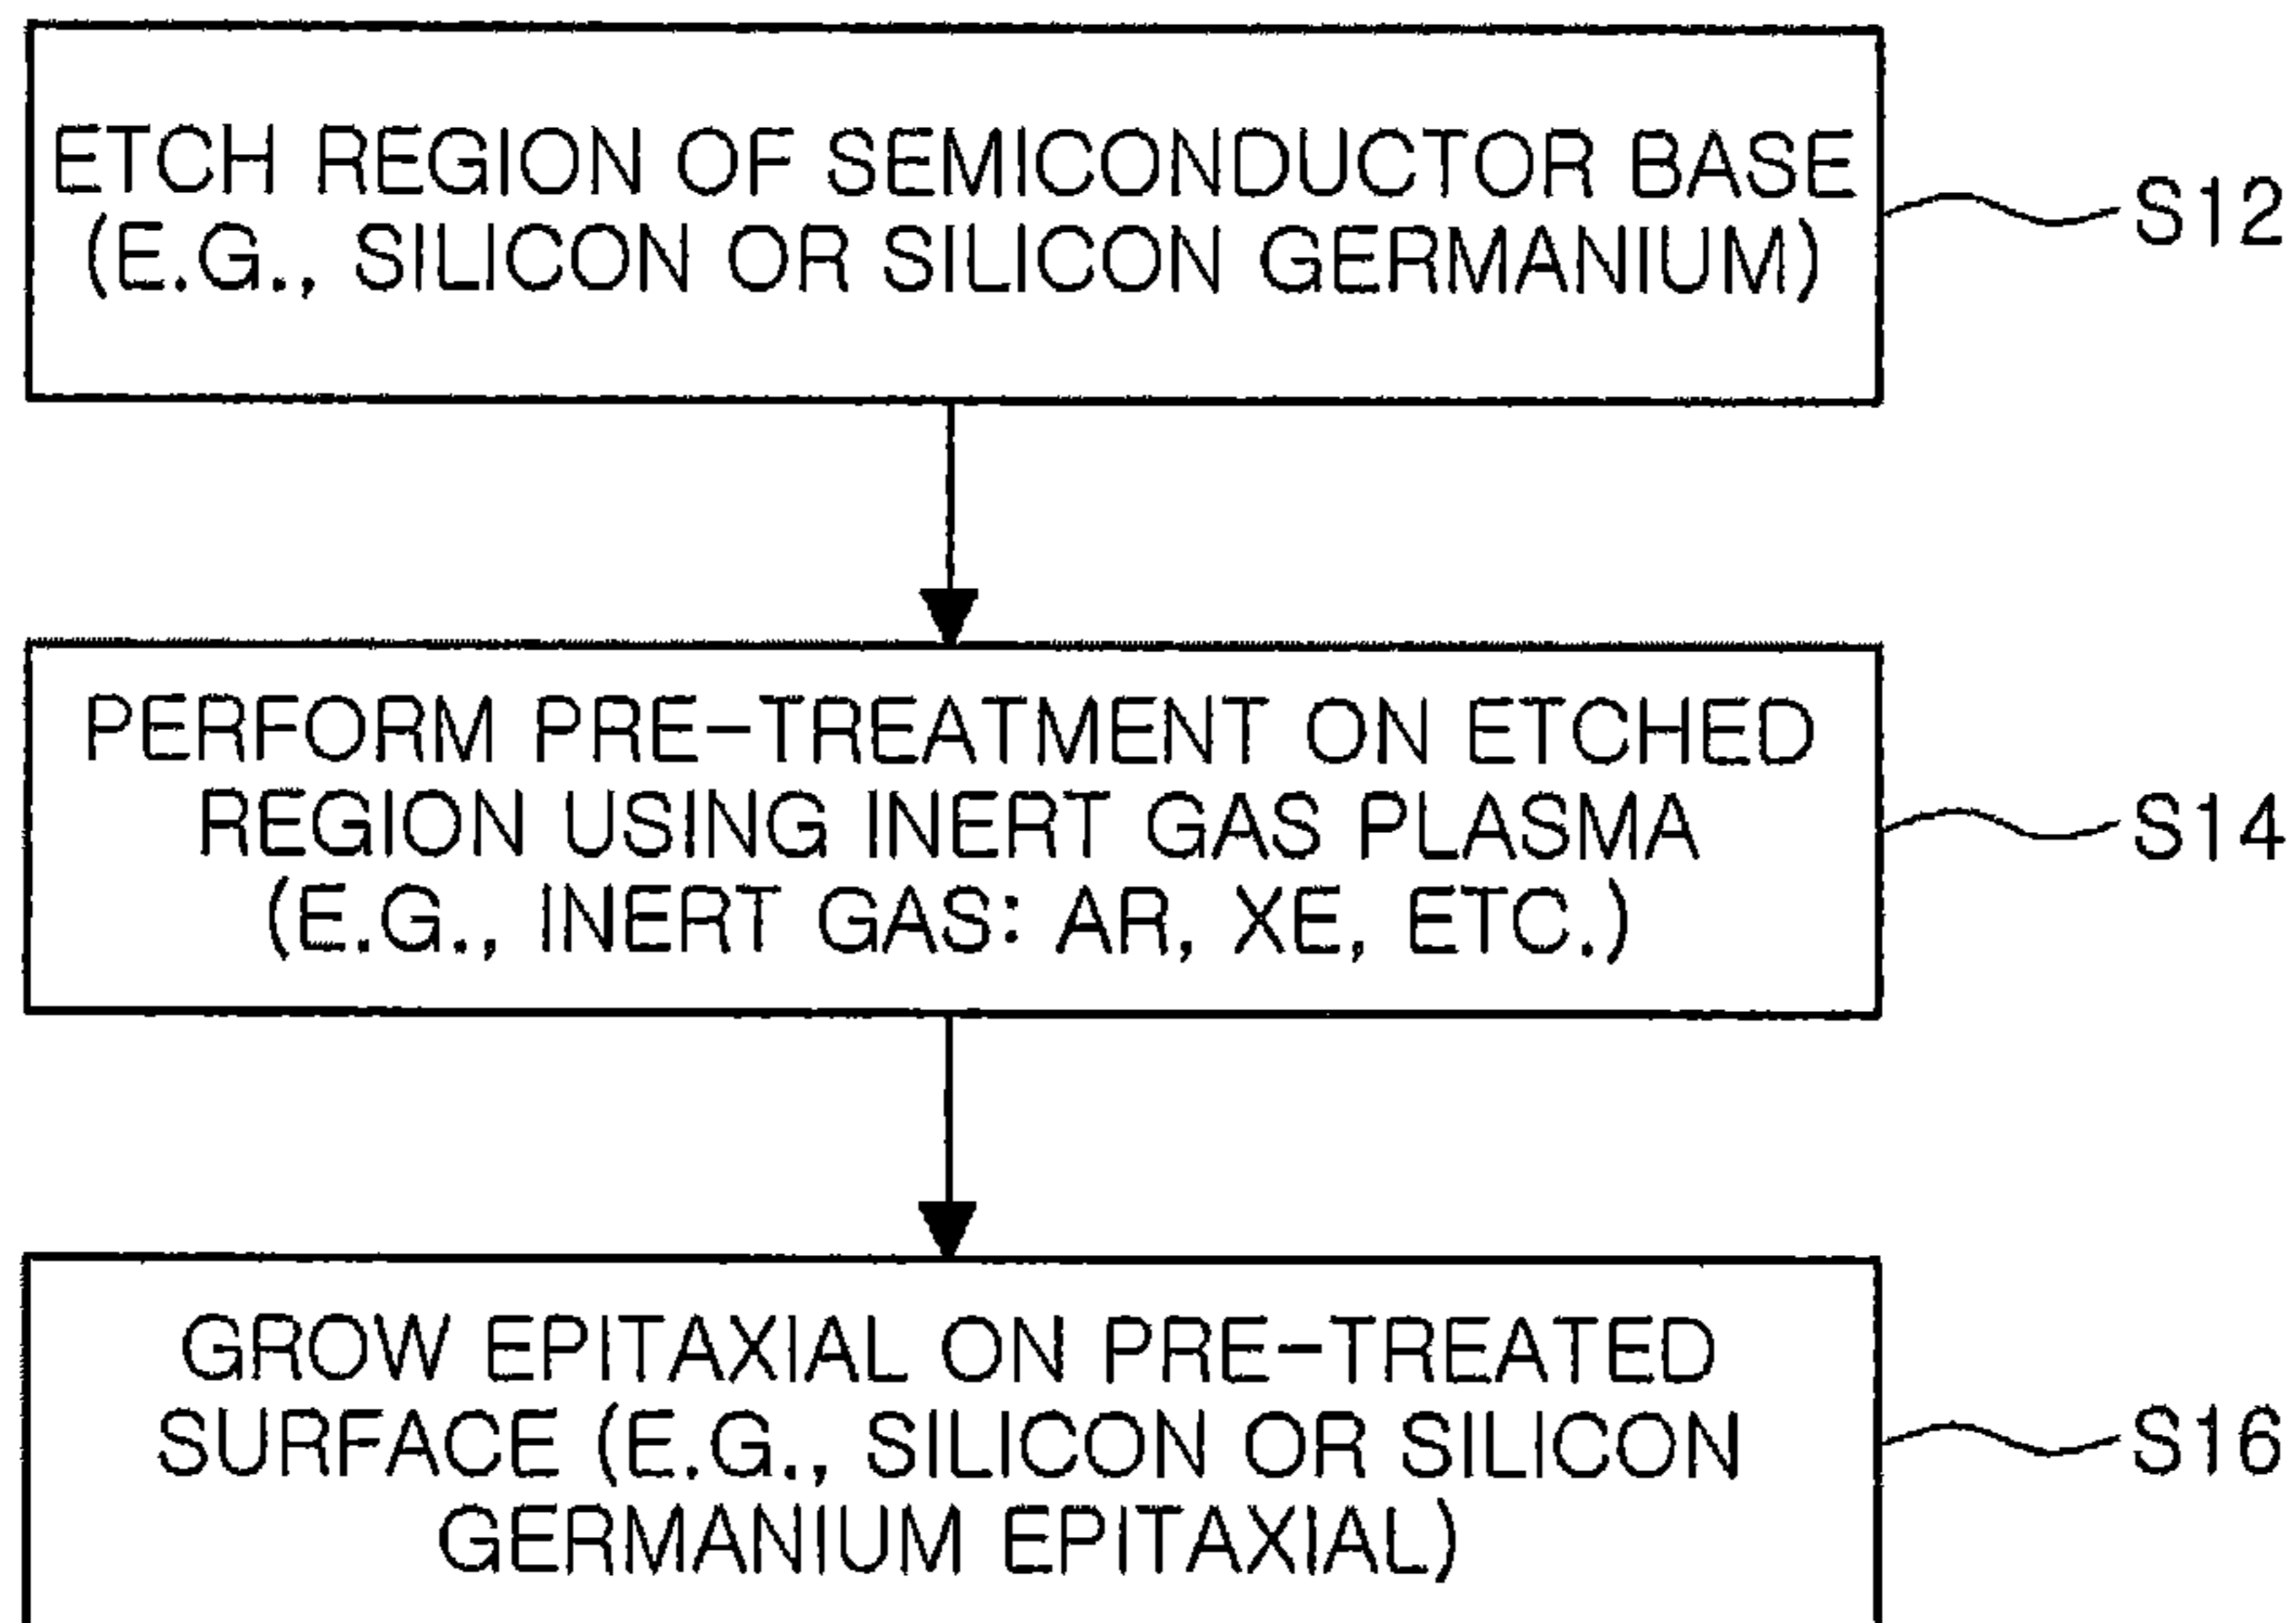 ETCH REGION OF SEMICONDUCTOR BASE
(E.G., SILICON OR SILICON GERMANIUM)
S12
PERFORM PRE-TREATMENT ON ETCHED
REGION USING INERT GAS PLASMA
(E.G., INERT GAS: AR, XE, ETC.)
S14
GROW EPITAXIAL ON PRE-TREATED
SURFACE (E.G., SILICON OR SILICON
GERMANIUM EPITAXIAL)
S16